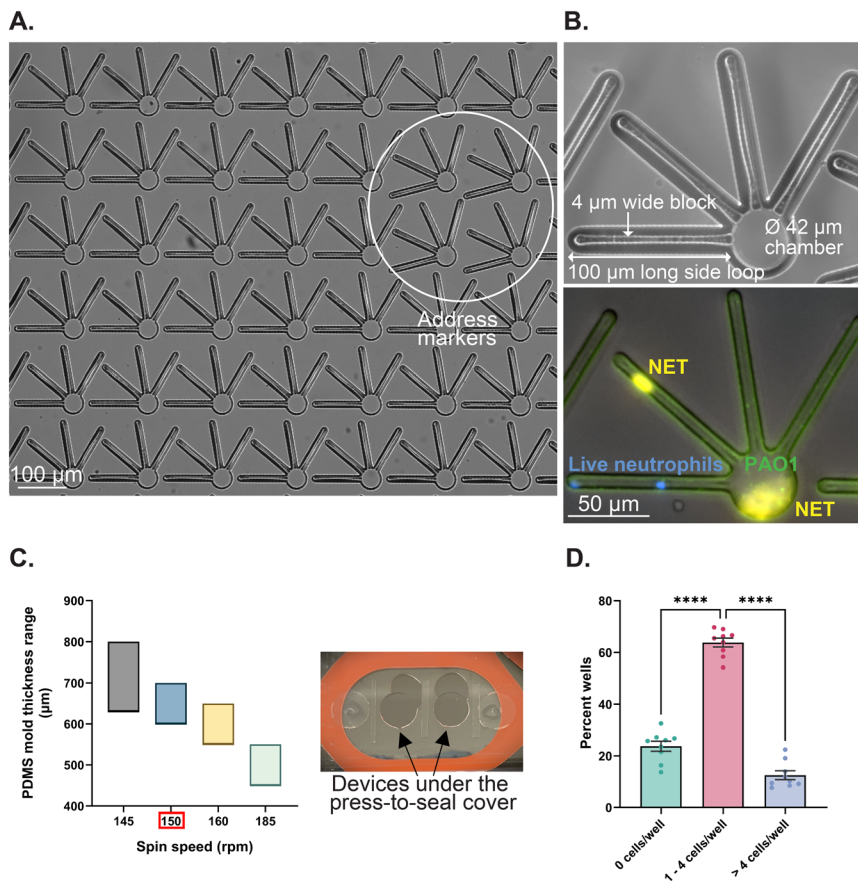 A.
Address
markers
100 µm
B.
4 µm wide block
Ø 42 µm
chamber
100 µm long side loop
NET
Live neutrophils
PAO1
NET
50 µm
C.
PDMS mold thickness range
(µm)
900
800
700
600
500
400
145
150
160
185
Spin speed (rpm)
Devices under the
press-to-seal cover
D.
Percent wells
80
60
40
20
0
****
****
0 cells/well
1 - 4 cells/well
> 4 cells/well